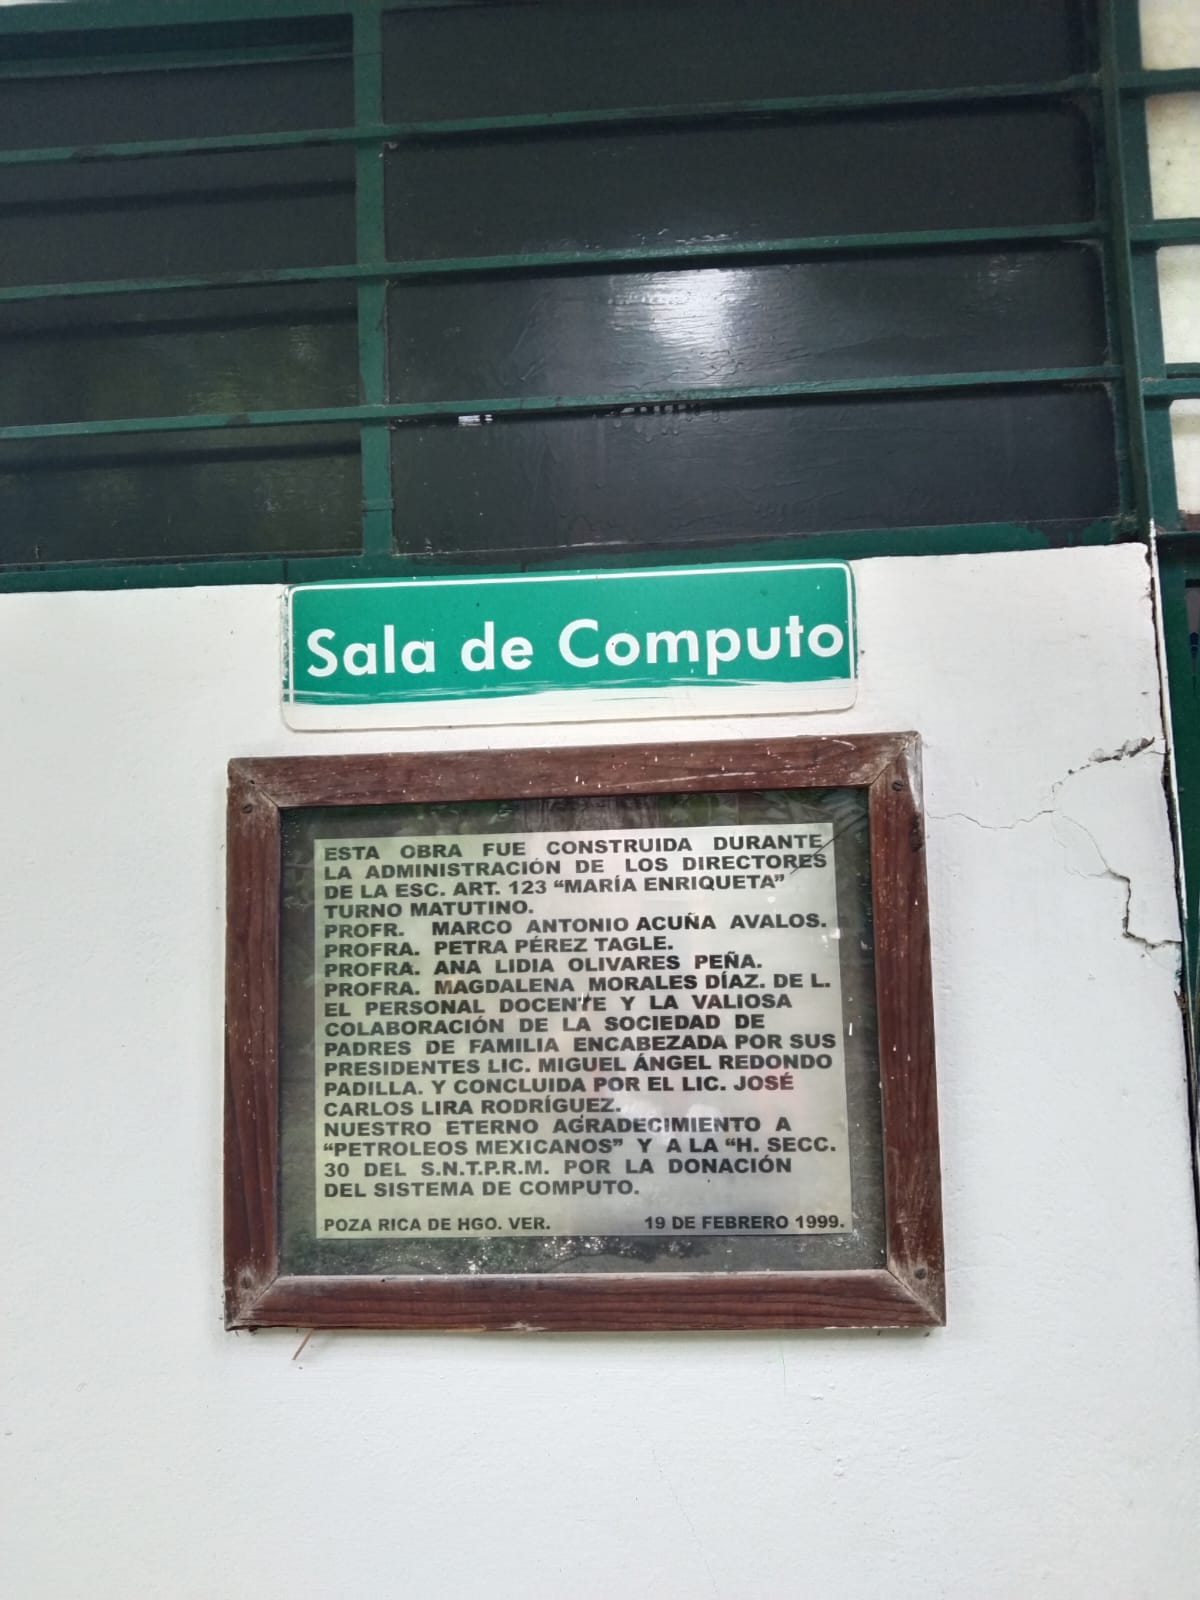 Sala de Computo
ESTA OBRA FUE CONSTRUIDA DURANTE
LA ADMINISTRACIÓN DE LOS DIRECTORES
DE LA ESC. ART. 123 “MARÍA ENRIQUETA”
TURNO MATUTINO.
PROFR. MARCO ANTONIO ACUÑA AVALOS.
PROFRA. PETRA PÉREZ TAGLE.
PROFRA. ANA LIDIA OLIVARES PEÑA.
PROFRA. MAGDALENA MORALES DÍAZ. DE L.
EL PERSONAL DOCENTE Y LA VALIOSA
COLABORACIÓN DE LA SOCIEDAD DE
PADRES DE FAMILIA ENCABEZADA POR SUS
PRESIDENTES LIC. MIGUEL ÁNGEL REDONDO
PADILLA. Y CONCLUIDA POR EL LIC. JOSÉ
CARLOS LIRA RODRÍGUEZ.
NUESTRO ETERNO AGRADECIMIENTO A
“PETROLEOS MEXICANOS” Y A LA “H. SECC.
30 DEL S.N.T.P.R.M. POR LA DONACIÓN
DEL SISTEMA DE COMPUTO.
POZA RICA DE HGO. VER. 19 DE FEBRERO 1999.